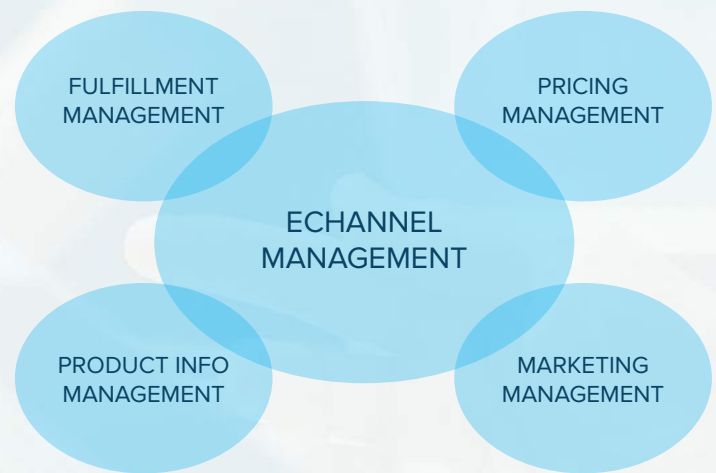 FULFILLMENT
MANAGEMENT
PRICING
MANAGEMENT
ECHANNEL
MANAGEMENT
PRODUCT INFO
MANAGEMENT
MARKETING
MANAGEMENT